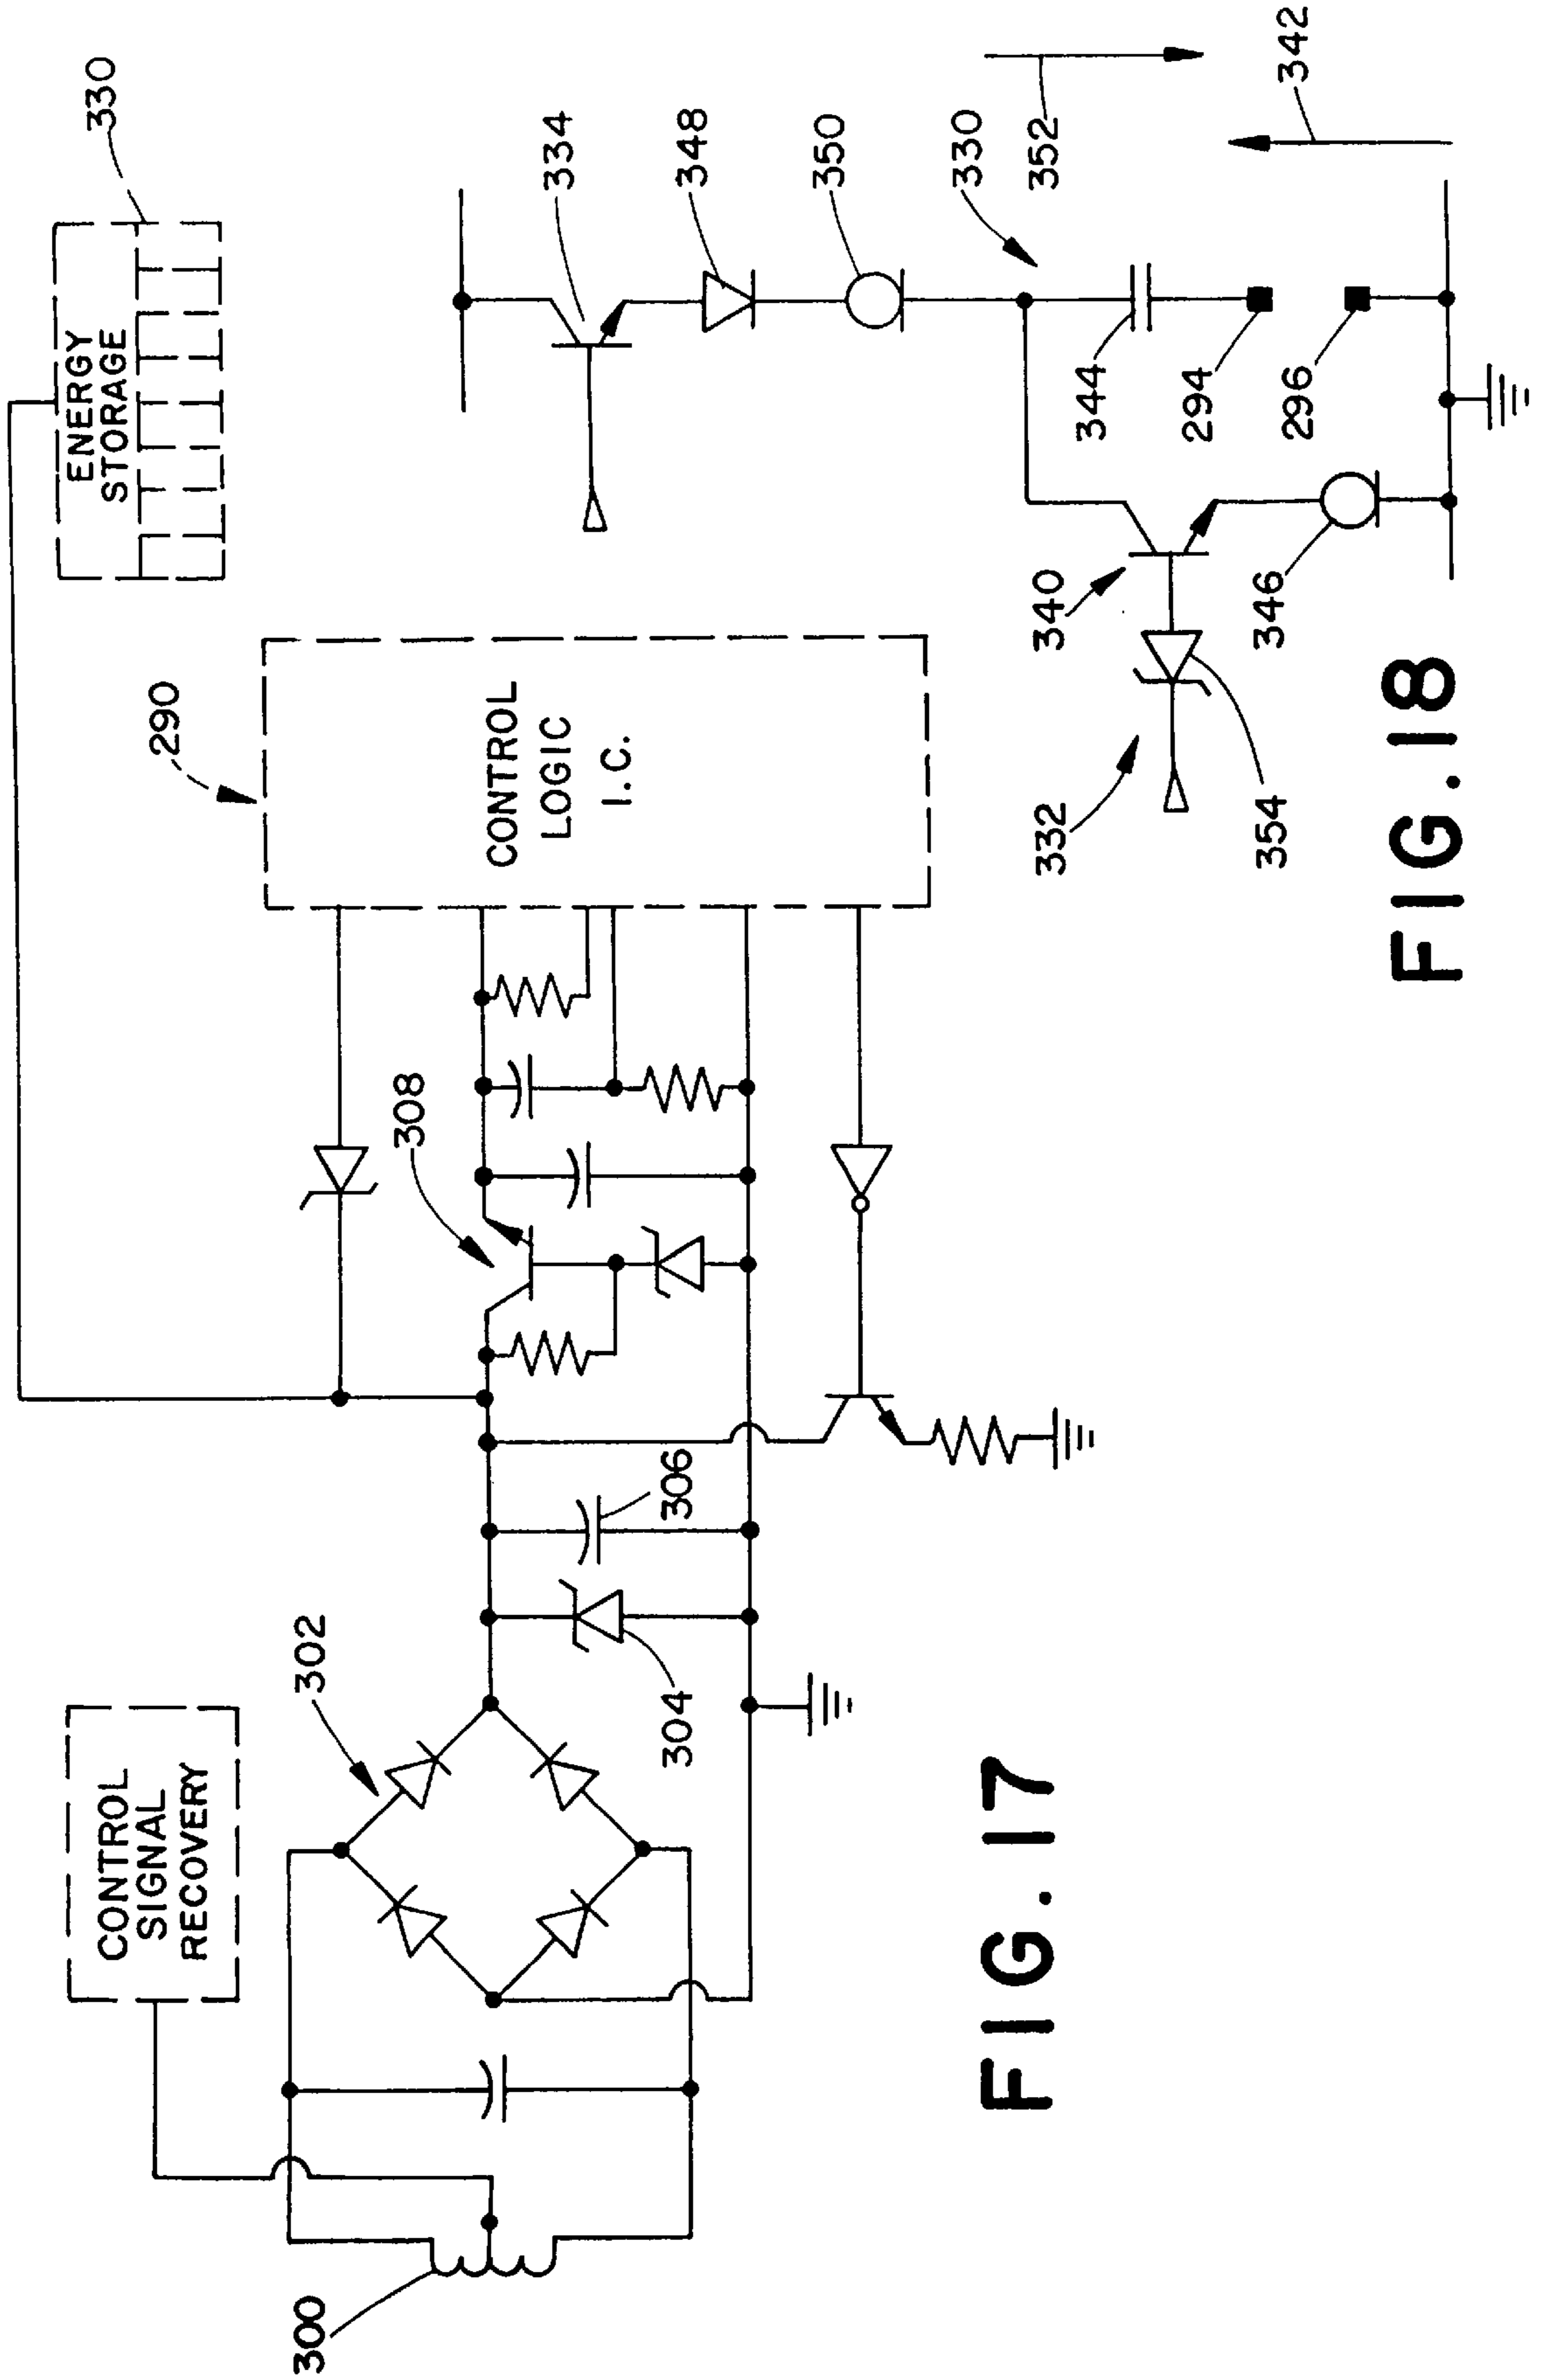 CONTROL
SIGNAL
RECOVERY
300
302
304
306
308
290
CONTROL
LOGIC
I.C.
ENERGY
STORAGE
330
FIG. 17
334
348
350
330
352
342
344
294
296
340
346
332
354
FIG. 18